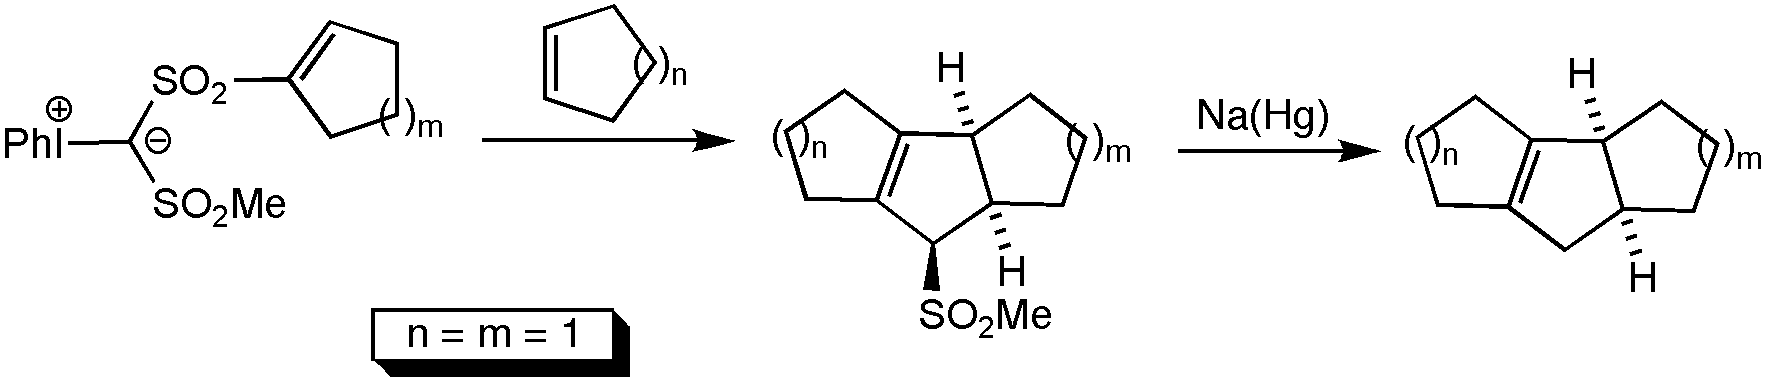 SO2
( )m
PhI
⊕
⊖
SO2Me
( )n
H
( )n
( )m
H
SO2Me
Na(Hg)
H
( )n
( )m
H
n = m = 1